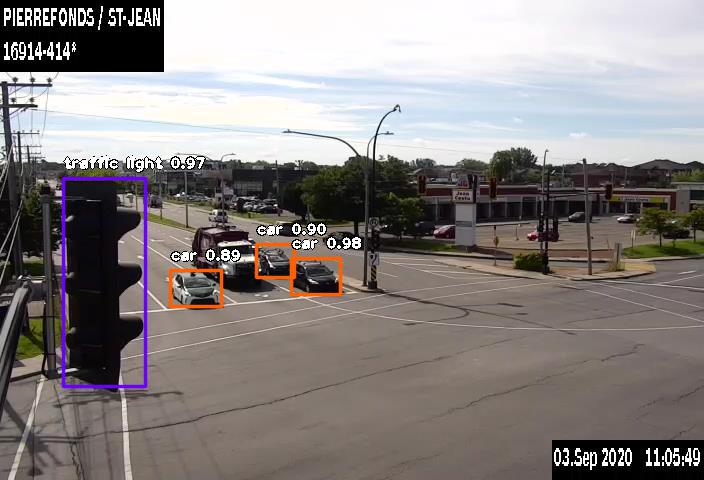 PIERREFONDS / ST-JEAN
16914-414*
traffic light 0.97
car 0.90
car 0.98
car 0.89
03.Sep 2020 11:05:49